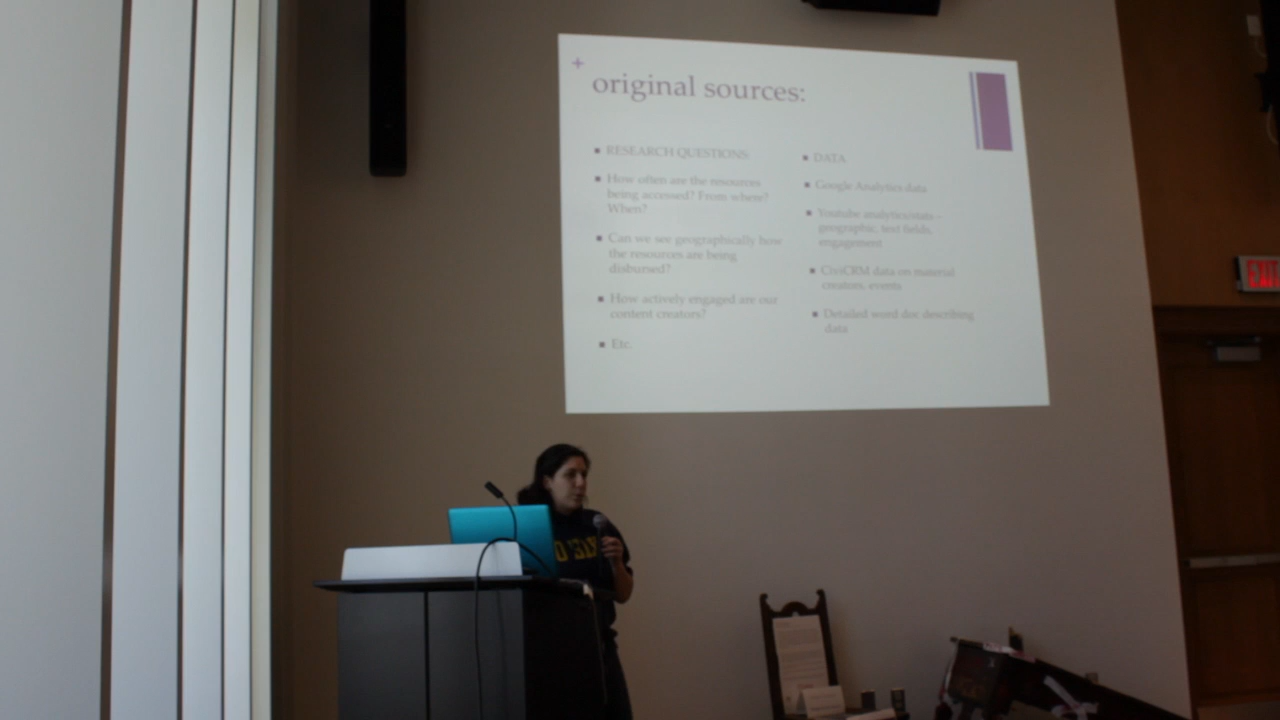 +
original sources:
▪ RESEARCH QUESTIONS
▪ How often are the resources
being accessed? From where?
When?
▪ Can we see geographically how
the resources are being
disbursed?
▪ How actively engaged are our
content creators?
▪ Etc.
▪ DATA
▪ Google Analytics data
▪ Youtube analytics/stats –
geographic, text fields,
engagement
▪ CiviCRM data on material
creators, events
▪ Detailed word doc describing
data
EXIT